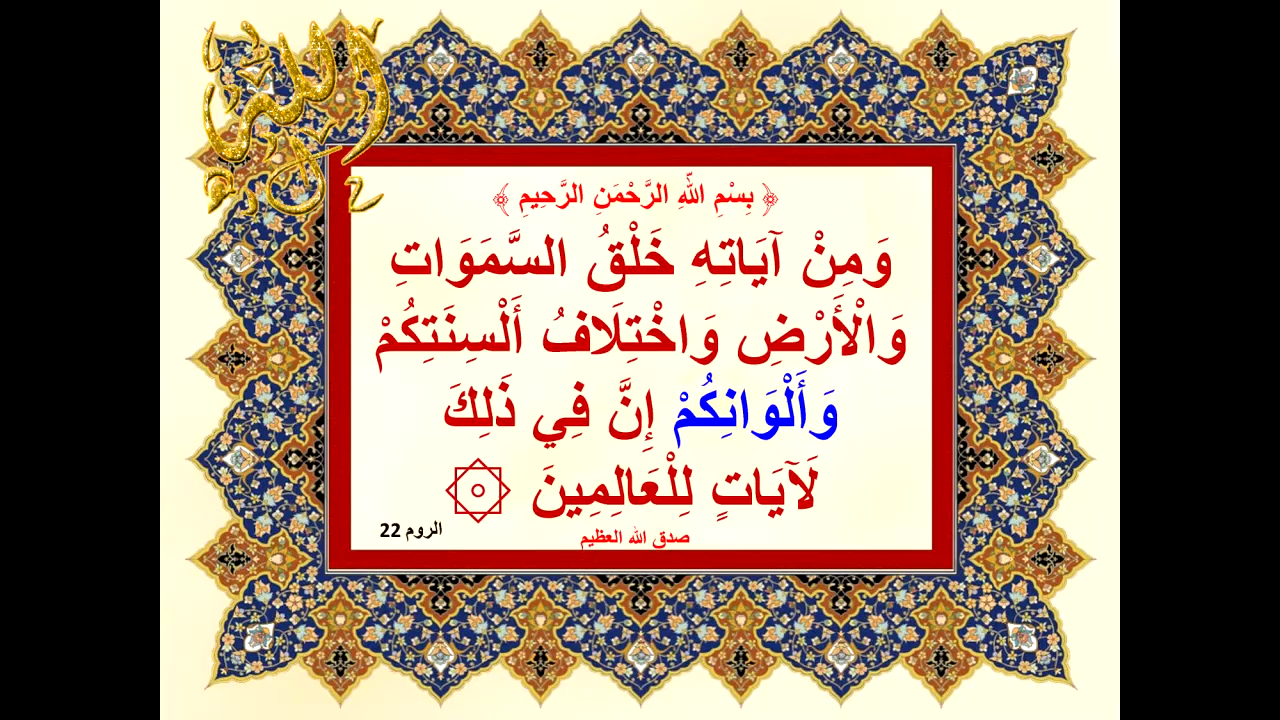 ﴿ بِسْمِ اللهِ الرَّحْمَنِ الرَّحِيمِ ﴾
وَمِنْ آيَاتِهِ خَلْقُ السَّمَوَاتِ
وَالْأَرْضِ وَاخْتِلَافُ أَلْسِنَتِكُمْ
وَأَلْوَانِكُمْ إِنَّ فِي ذَلِكَ
لَآيَاتٍ لِلْعَالِمِينَ ۞
صدق الله العظيم
الروم 22